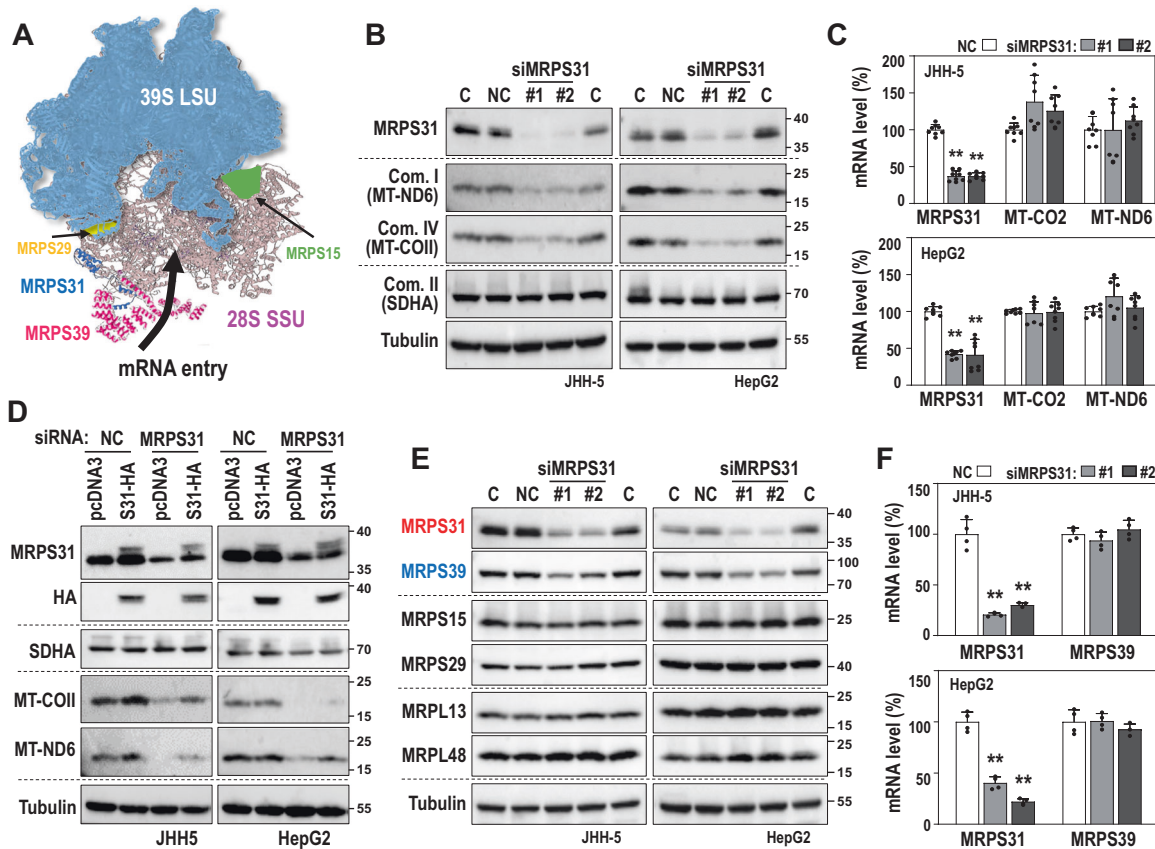 A
39S LSU
MRPS29
MRPS15
MRPS31
MRPS39
28S SSU
mRNA entry
B
siMRPS31 siMRPS31
C NC #1 #2 C C NC #1 #2 C
MRPS31
40
35
Com. I
(MT-ND6)
25
15
Com. IV
(MT-COII)
25
15
Com. II
(SDHA)
70
Tubulin
55
JHH-5 HepG2
C
NC siMRPS31: #1 #2
JHH-5
mRNA level (%)
200
150
100
50
0
** **
MRPS31 MT-CO2 MT-ND6
HepG2
mRNA level (%)
200
150
100
50
0
** **
MRPS31 MT-CO2 MT-ND6
D
siRNA: NC MRPS31 NC MRPS31
pcDNA3 S31-HA pcDNA3 S31-HA pcDNA3 S31-HA pcDNA3 S31-HA
MRPS31
40
35
HA
40
35
SDHA
70
MT-COII
25
15
MT-ND6
25
15
Tubulin
55
JHH5 HepG2
E
siMRPS31 siMRPS31
C NC #1 #2 C C NC #1 #2 C
MRPS31
40
35
MRPS39
100
70
MRPS15
25
MRPS29
40
MRPL13
25
15
MRPL48
25
15
Tubulin
55
JHH-5 HepG2
F
NC siMRPS31: #1 #2
JHH-5
mRNA level (%)
150
100
50
0
** **
MRPS31 MRPS39
HepG2
mRNA level (%)
150
100
50
0
** **
MRPS31 MRPS39